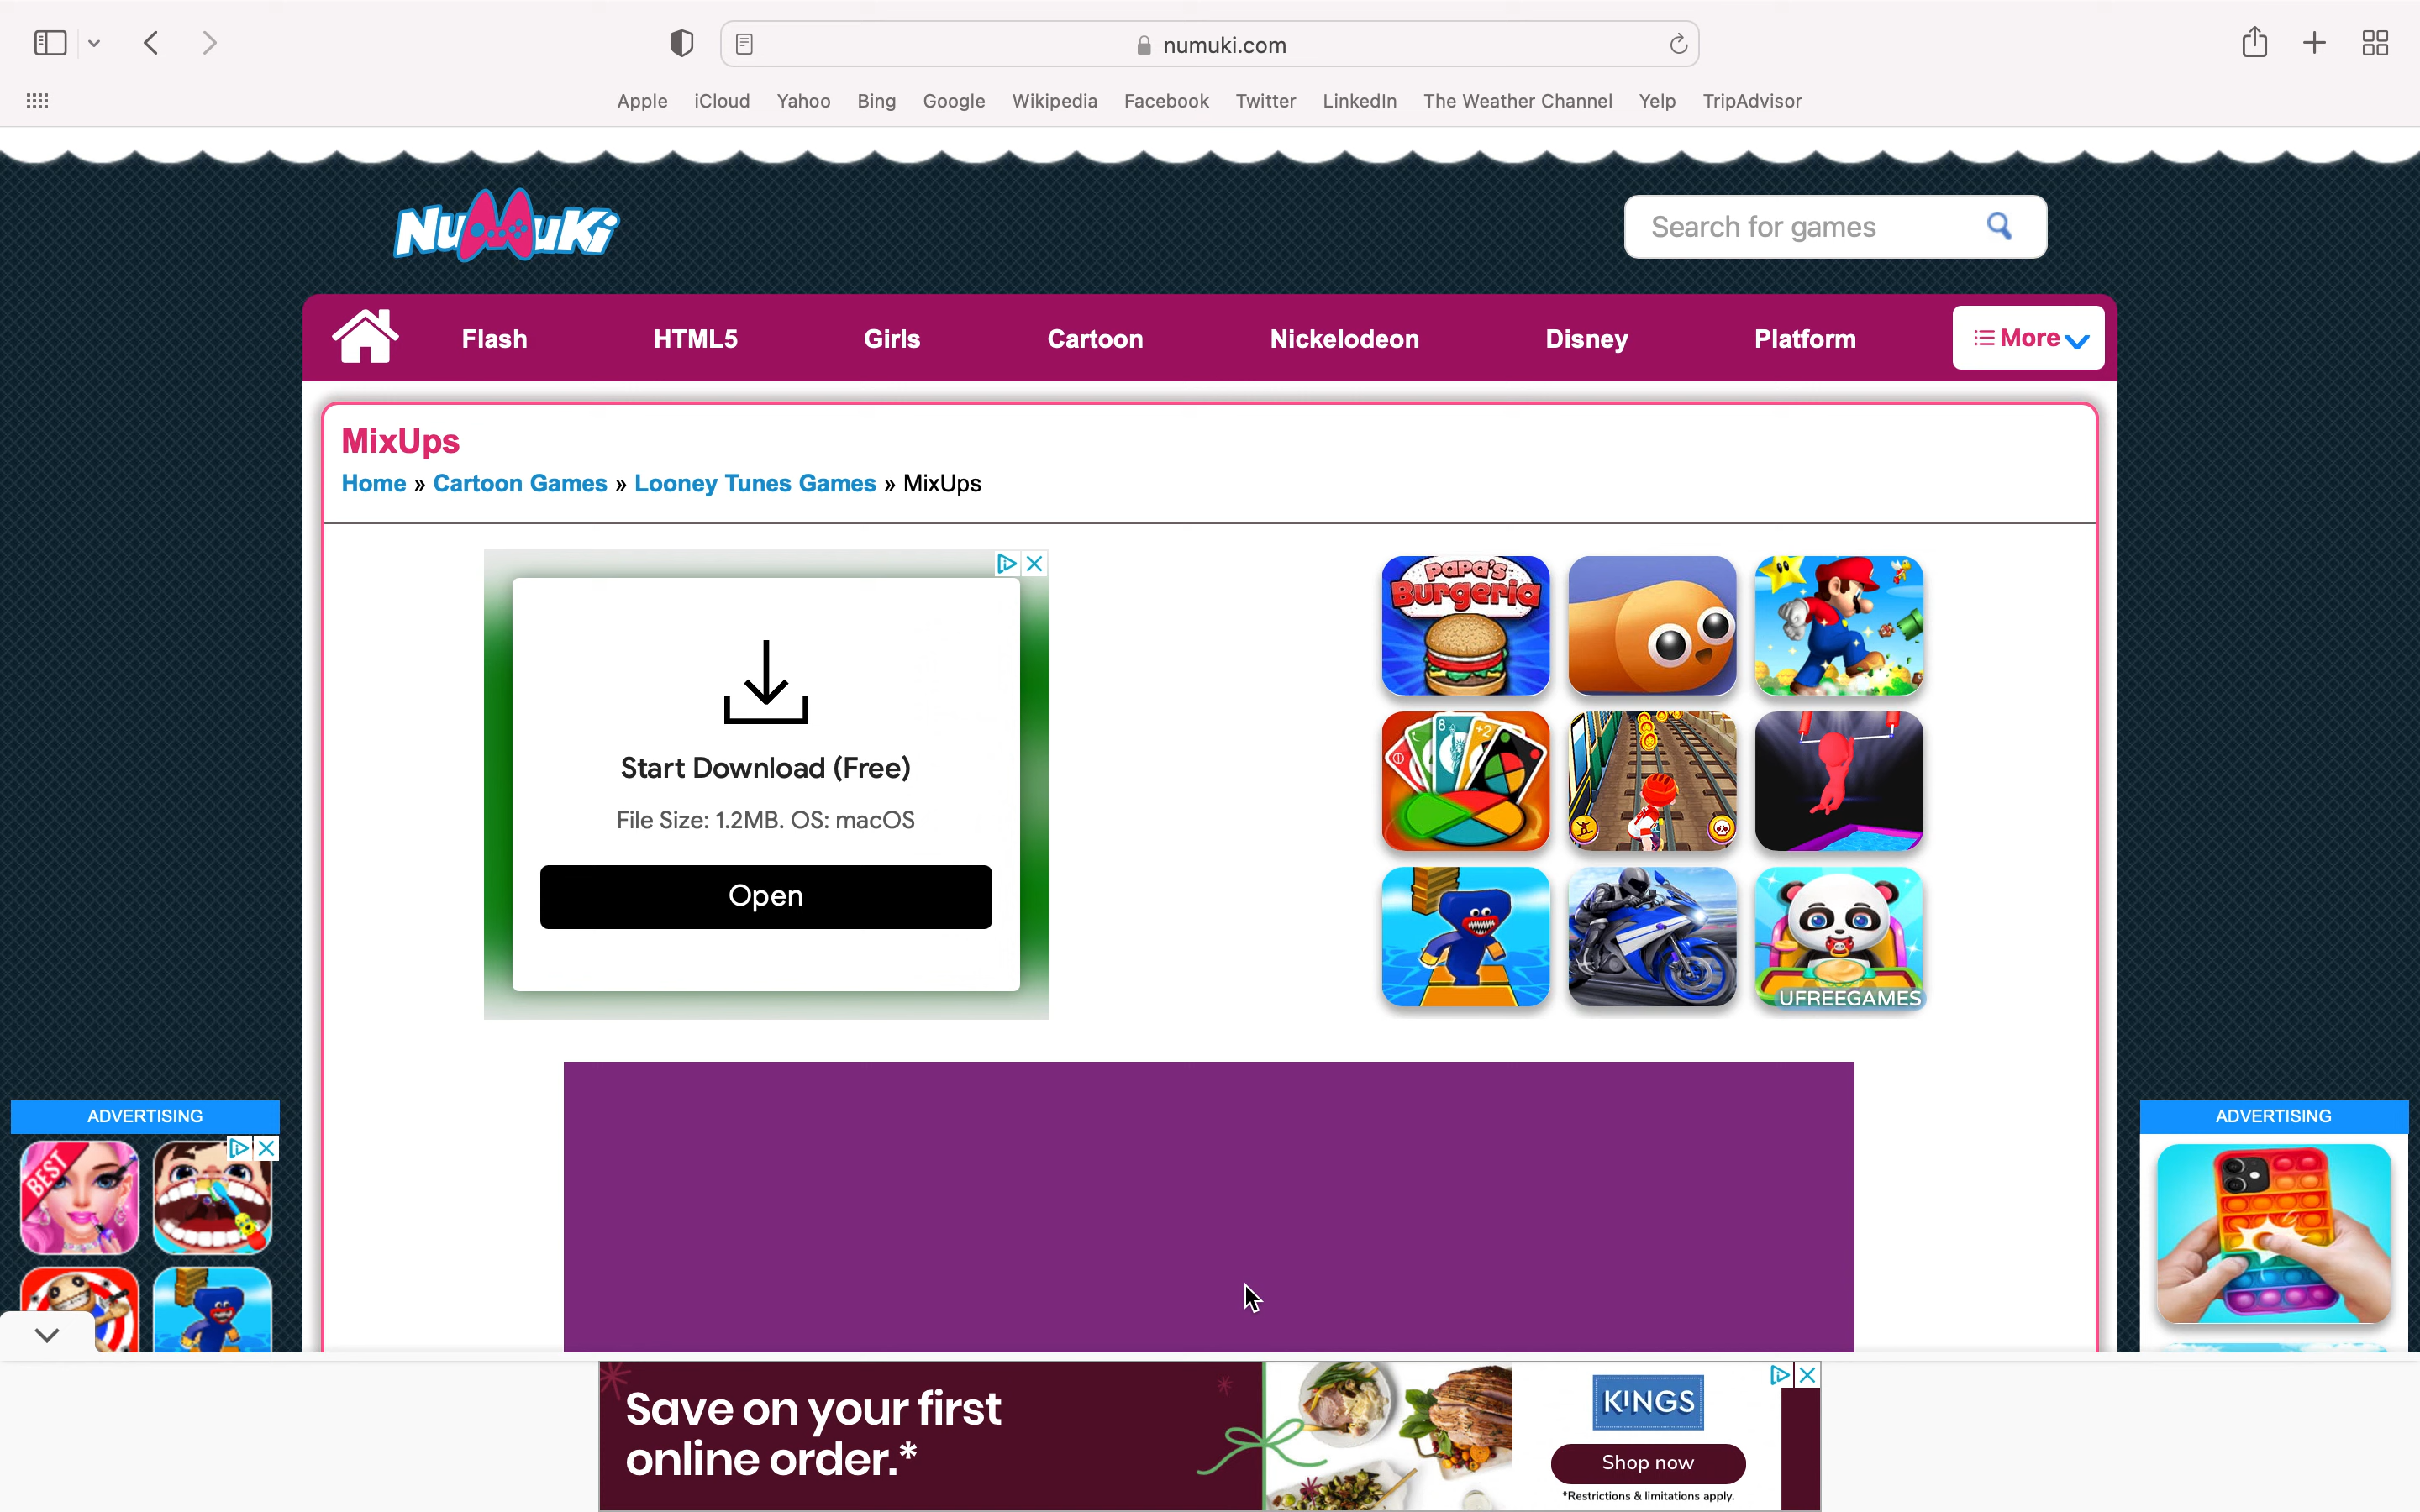 numuki.com
Apple iCloud Yahoo Bing Google Wikipedia Facebook Twitter LinkedIn The Weather Channel Yelp TripAdvisor
NuMuKi
Search for games
Flash HTML5 Girls Cartoon Nickelodeon Disney Platform More
MixUps
Home » Cartoon Games » Looney Tunes Games » MixUps
Start Download (Free)
File Size: 1.2MB. OS: macOS
Open
Papa's
Burgeria
8 +2
UFREEGAMES
ADVERTISING
BEST
ADVERTISING
Save on your first
online order.*
KINGS
Shop now
*Restrictions & limitations apply.